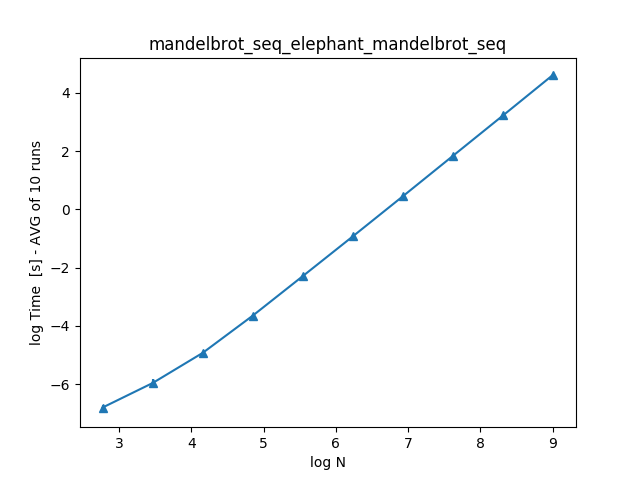 mandelbrot_seq_elephant_mandelbrot_seq
log Time  [s] - AVG of 10 runs
4
2
0
−2
−4
−6
3 4 5 6 7 8 9
log N